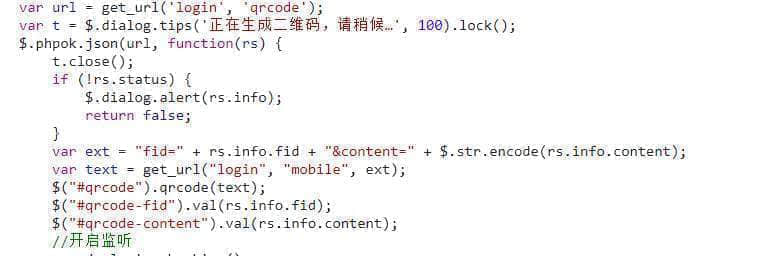 var url = get_url('login', 'qrcode');
var t = $.dialog.tips('正在生成二维码，请稍候…', 100).lock();
$.phpok.json(url, function(rs) {
t.close();
if (!rs.status) {
$.dialog.alert(rs.info);
return false;
}
var ext = "fid=" + rs.info.fid + "&content=" + $.str.encode(rs.info.content);
var text = get_url("login", "mobile", ext);
$("#qrcode").qrcode(text);
$("#qrcode-fid").val(rs.info.fid);
$("#qrcode-content").val(rs.info.content);
//开启监听